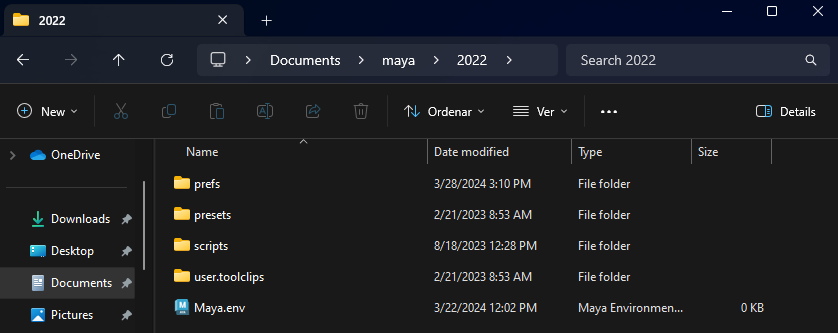 2022
Documents maya 2022 Search 2022
New Ordenar Ver Details
OneDrive
Downloads
Desktop
Documents
Pictures
Name Date modified Type Size
prefs 3/28/2024 3:10 PM File folder
presets 2/21/2023 8:53 AM File folder
scripts 8/18/2023 12:28 PM File folder
user.toolclips 2/21/2023 8:53 AM File folder
Maya.env 3/22/2024 12:02 PM Maya Environmen... 0 KB